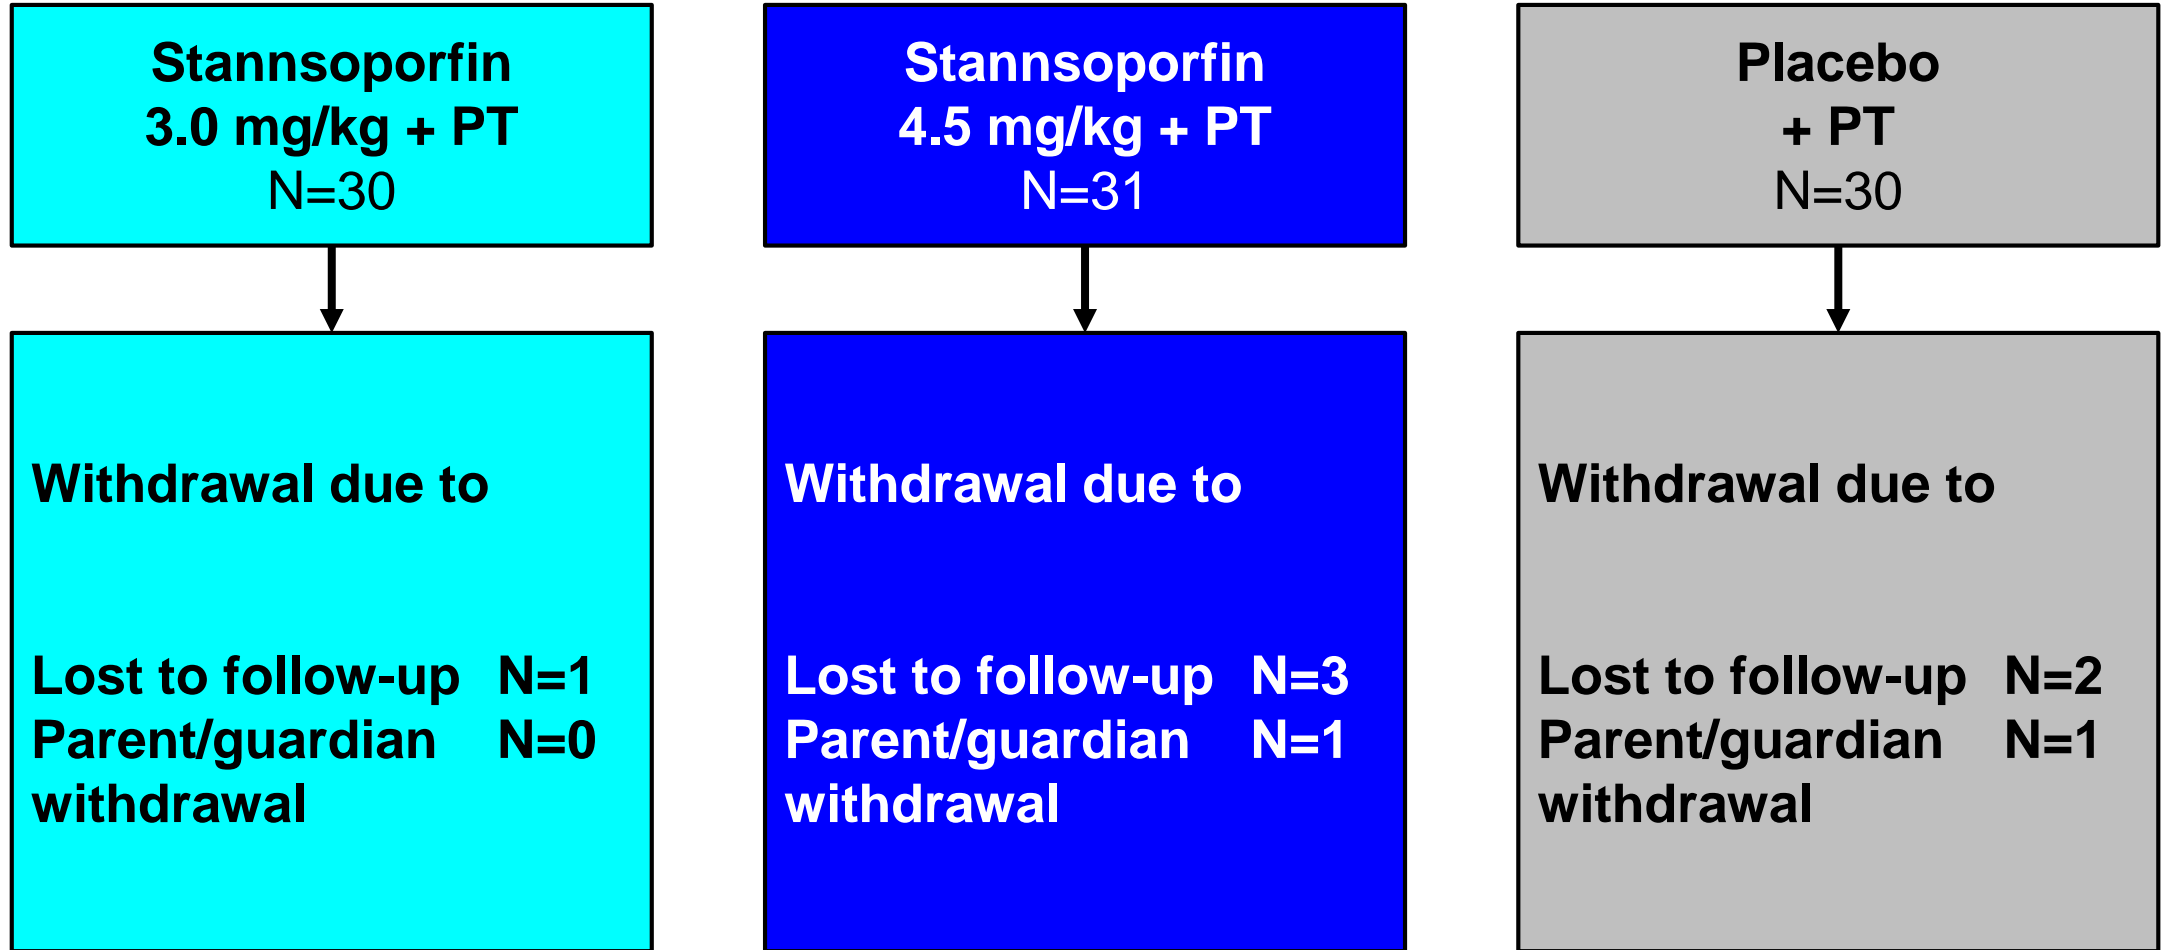 Stannsoporfin
3.0 mg/kg + PT
N=30
Stannsoporfin
4.5 mg/kg + PT
N=31
Placebo
+ PT
N=30
Withdrawal due to
Lost to follow-up N=1
Parent/guardian N=0
withdrawal
Withdrawal due to
Lost to follow-up N=3
Parent/guardian N=1
withdrawal
Withdrawal due to
Lost to follow-up N=2
Parent/guardian N=1
withdrawal